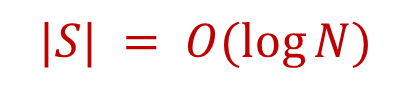 |S| = O(log N)